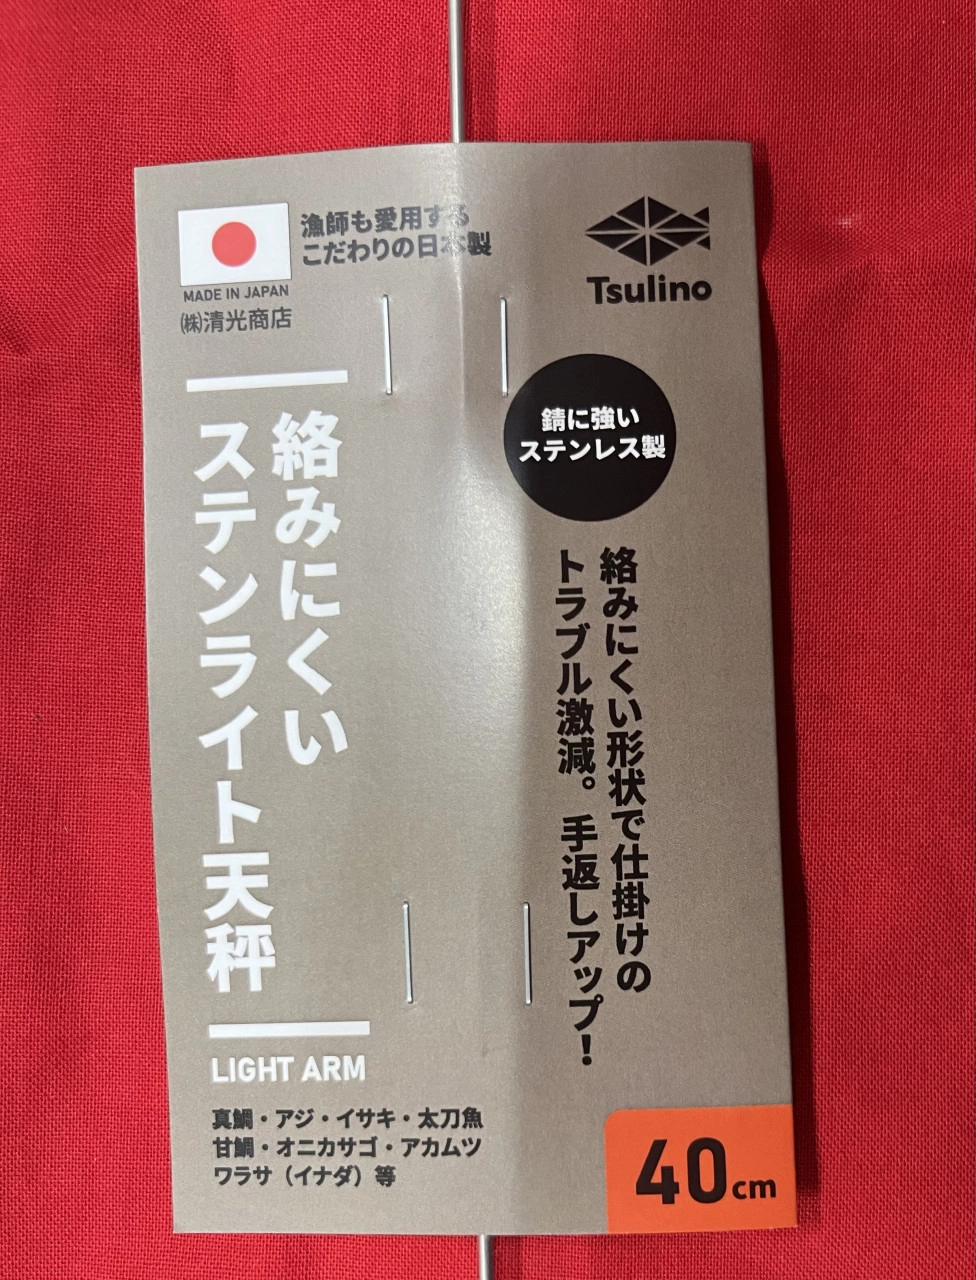 漁師も愛用する
こだわりの日本製
MADE IN JAPAN
㈱清光商店
Tsulino
錆に強い
ステンレス製
絡みにくい
ステンライト天秤
絡みにくい形状で仕掛けの
トラブル激減。手返しアップ！
LIGHT ARM
真鯛・アジ・イサキ・太刀魚
甘鯛・オニカサゴ・アカムツ
ワラサ（イナダ）等
40cm